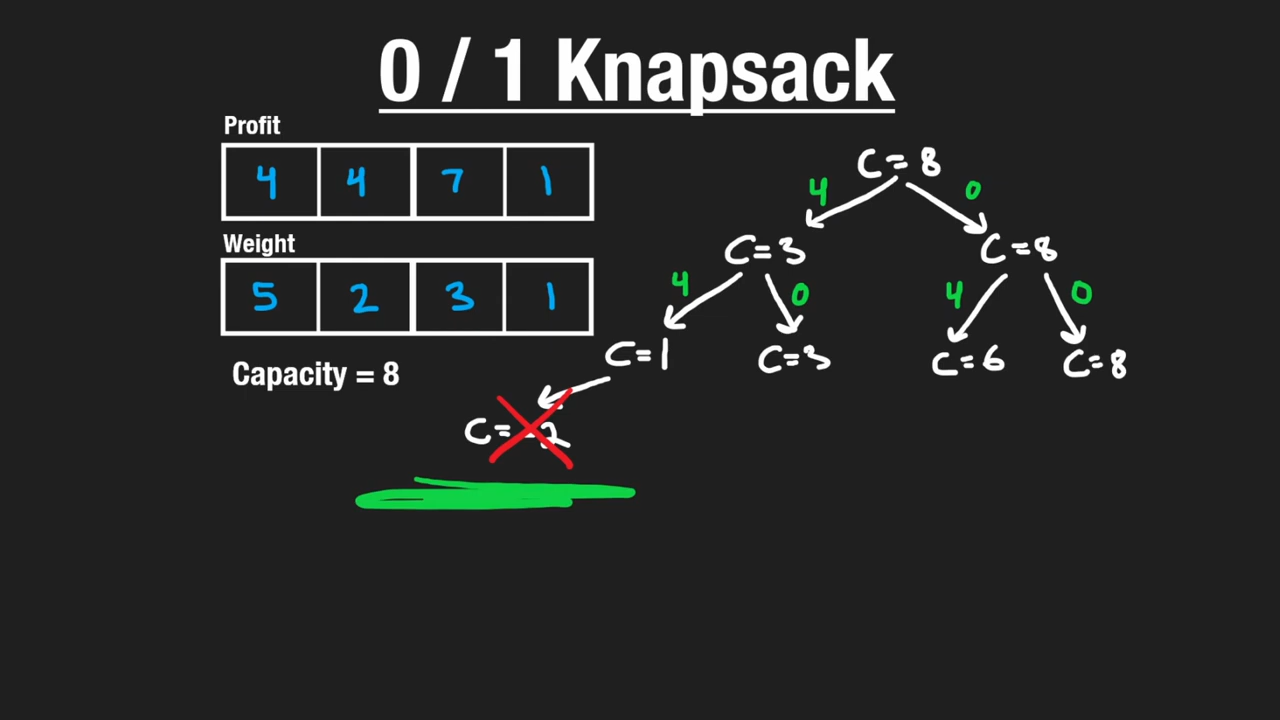 0 / 1 Knapsack
Profit
4 4 7 1
Weight
5 2 3 1
Capacity = 8
C=8
4 0
C=3 C=8
4 0 4 0
C=1 C=3 C=6 C=8
C=-2